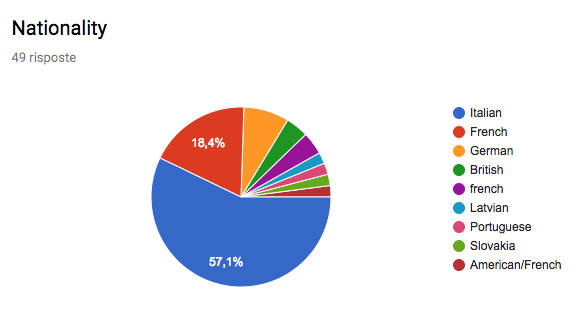 Nationality
49 risposte
18,4%
57,1%
Italian
French
German
British
french
Latvian
Portuguese
Slovakia
American/French